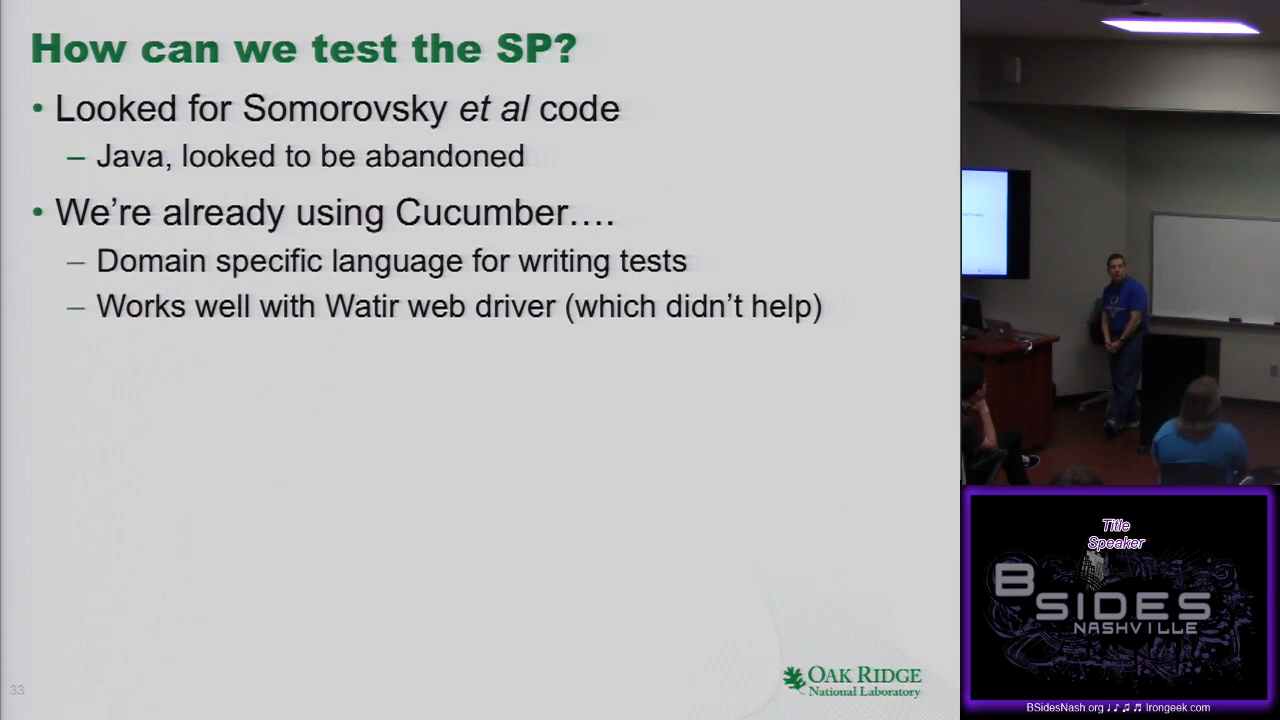 How can we test the SP?
• Looked for Somorovsky et al code
– Java, looked to be abandoned
• We're already using Cucumber….
– Domain specific language for writing tests
– Works well with Watir web driver (which didn't help)
33
OAK RIDGE
National Laboratory
Title
Speaker
BSIDES
NASHVILLE
BSidesNash.org ♩ ♪ ♫ ♬ Irongeek.com